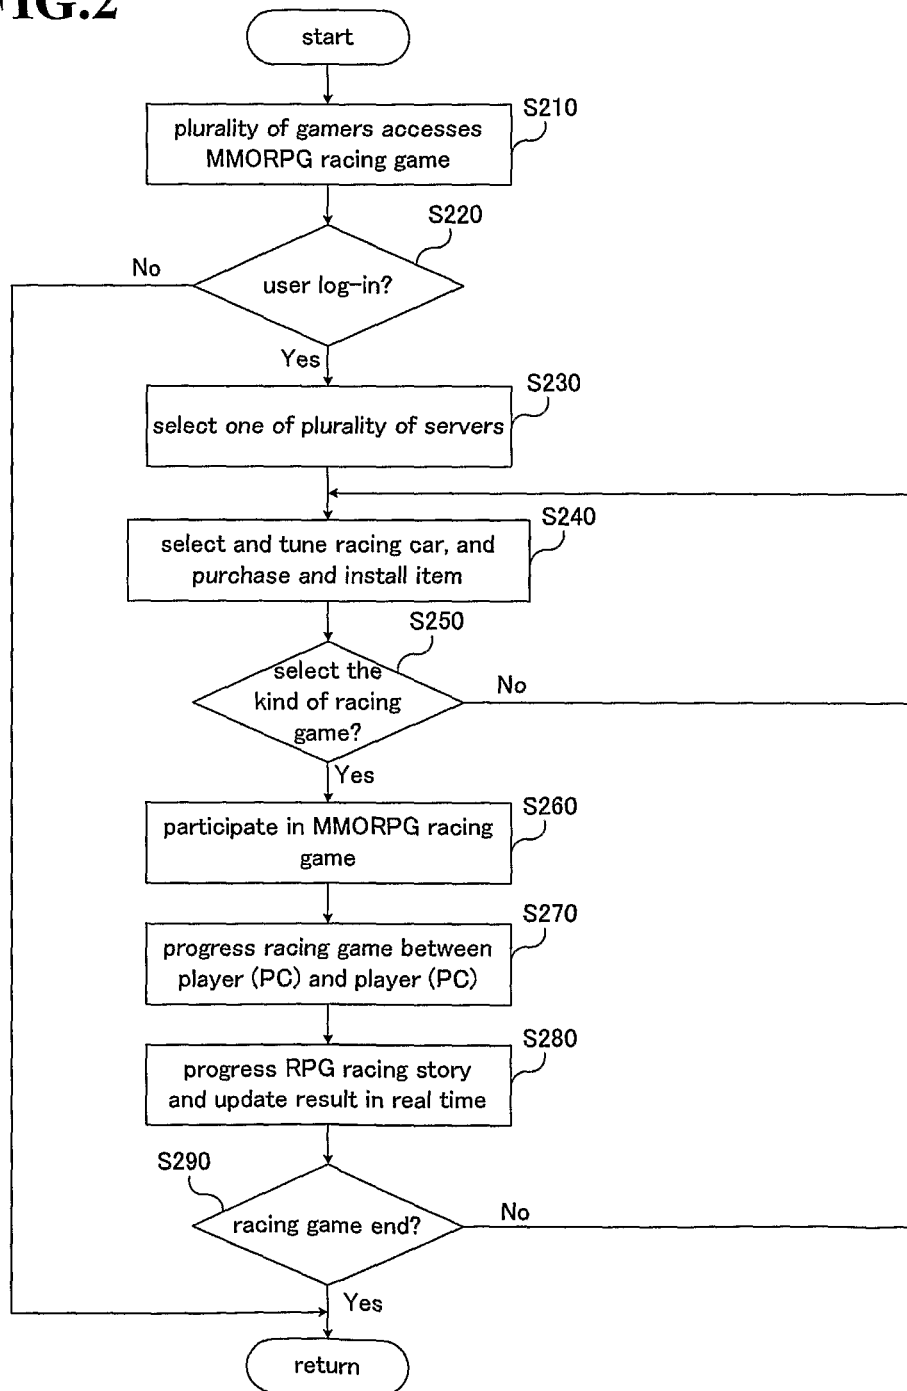 FIG.2
start
S210
plurality of gamers accesses
MMORPG racing game
S220
No
user log-in?
Yes
S230
select one of plurality of servers
S240
select and tune racing car, and
purchase and install item
S250
select the
kind of racing
game?
No
Yes
S260
participate in MMORPG racing
game
S270
progress racing game between
player (PC) and player (PC)
S280
progress RPG racing story
and update result in real time
S290
racing game end?
No
Yes
return